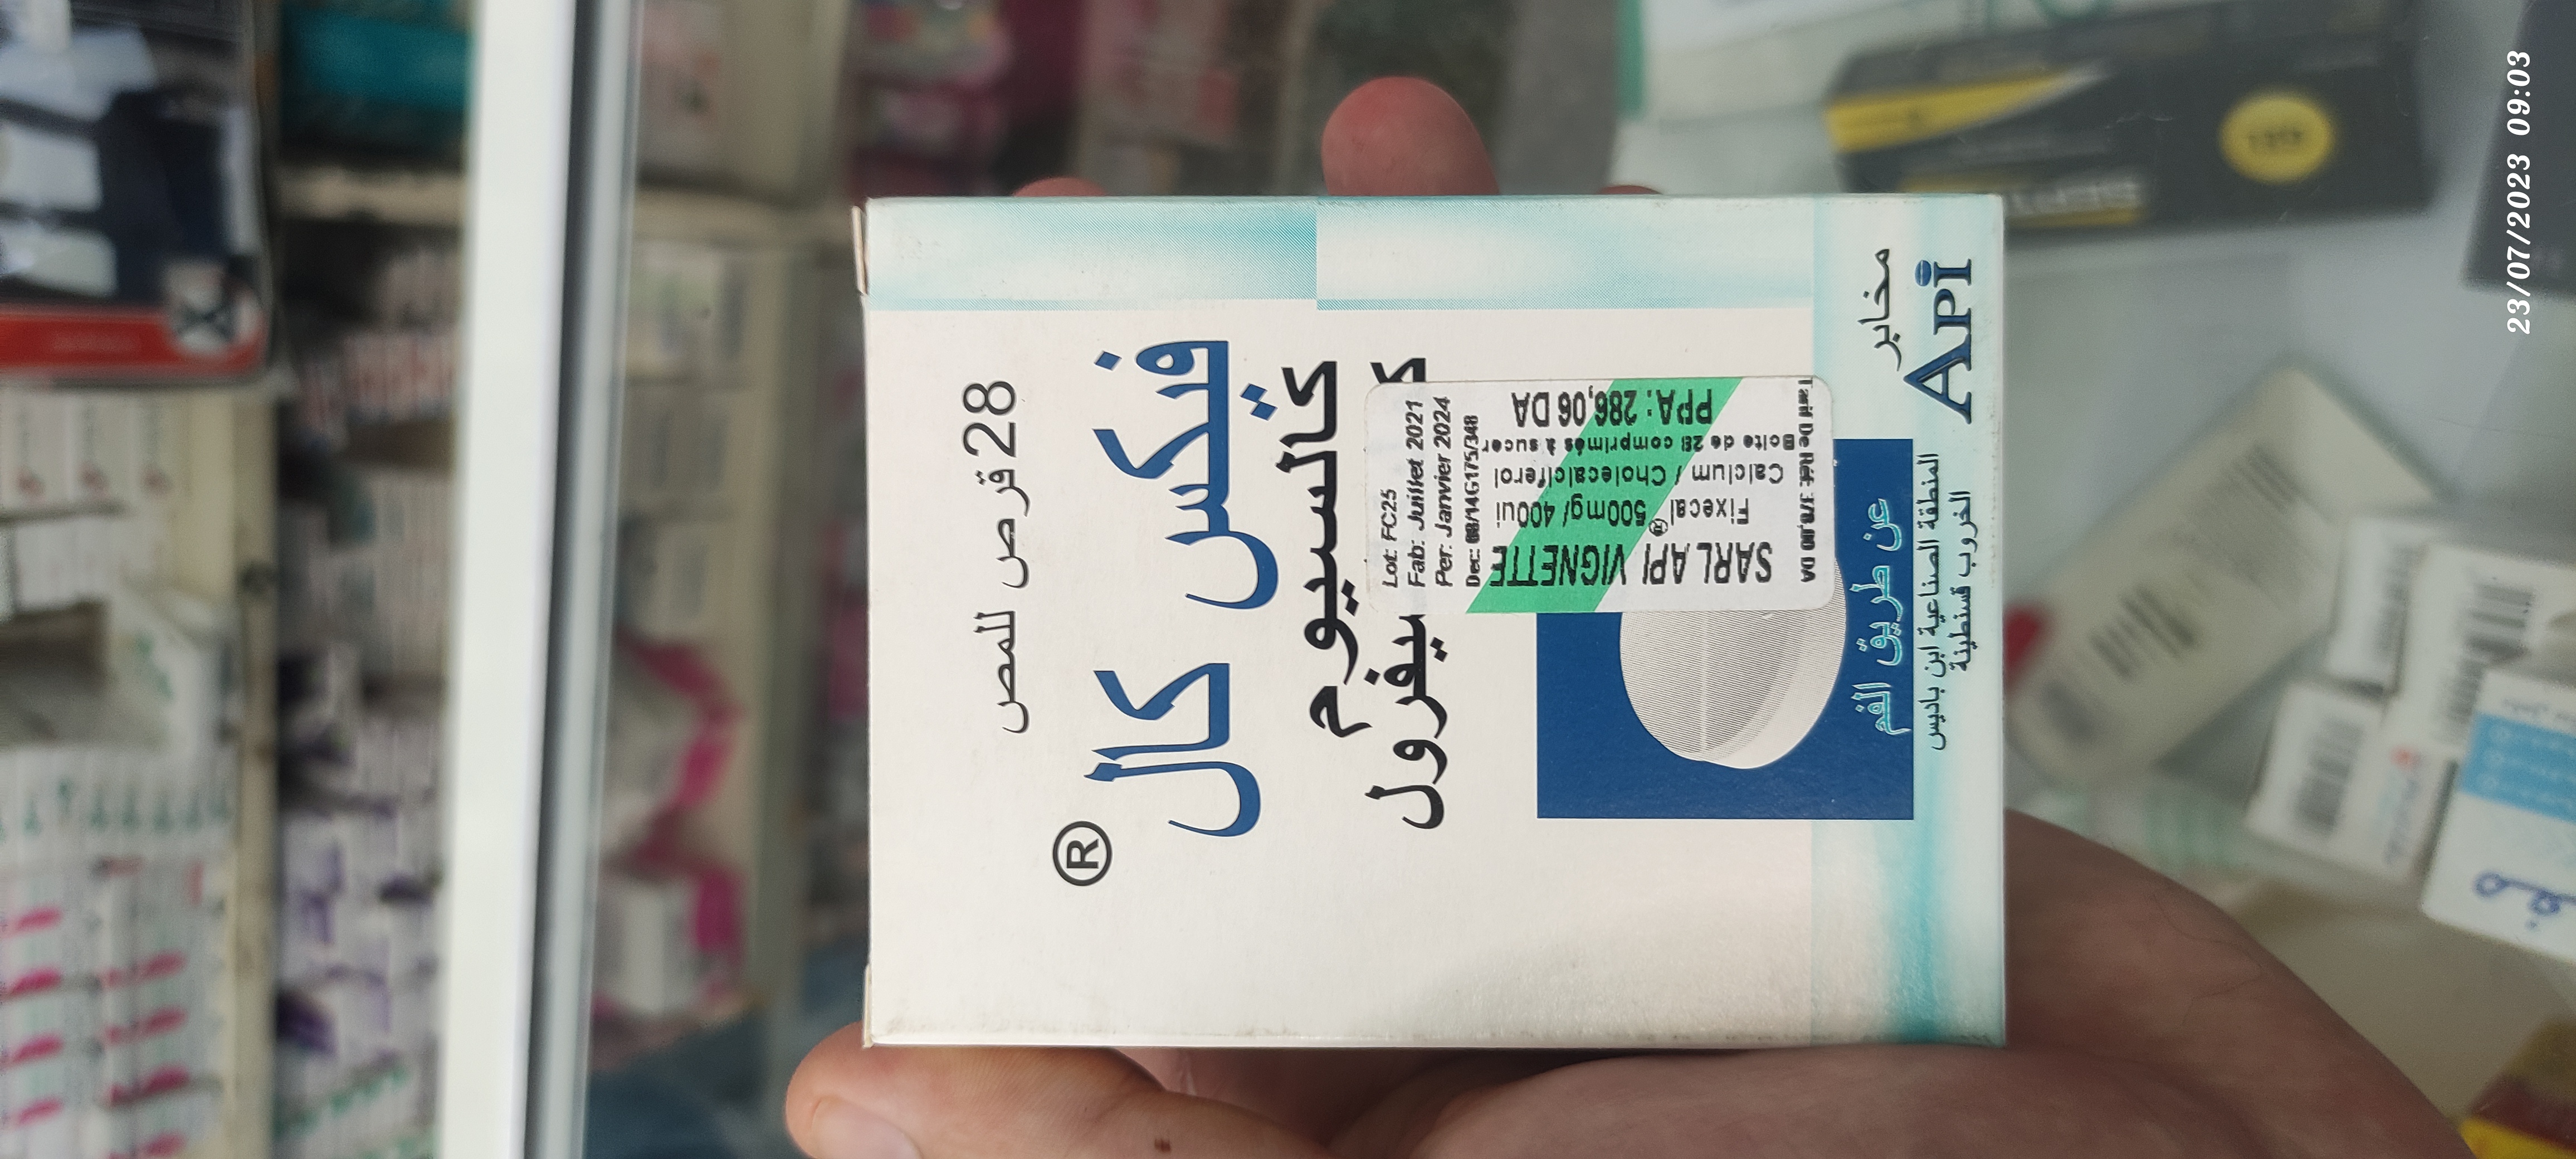 28 قرص للمص
فيكس كال
®
كالسيوم
Lot: FC25
Fab: Juillet 2021
Per: Janvier 2024
Dec: 08/14G175/348
SARL API VIGNETTE
Fixecal® 500mg/ 400ui
Calcium / Cholecalciferol
Boite de 28 comprimés à sucer
PPA: 286,06 DA
عن طريق الفم
مخابر
API
المنطقة الصناعية ابن باديس
الخروب قسنطينة
23/07/2023 09:03